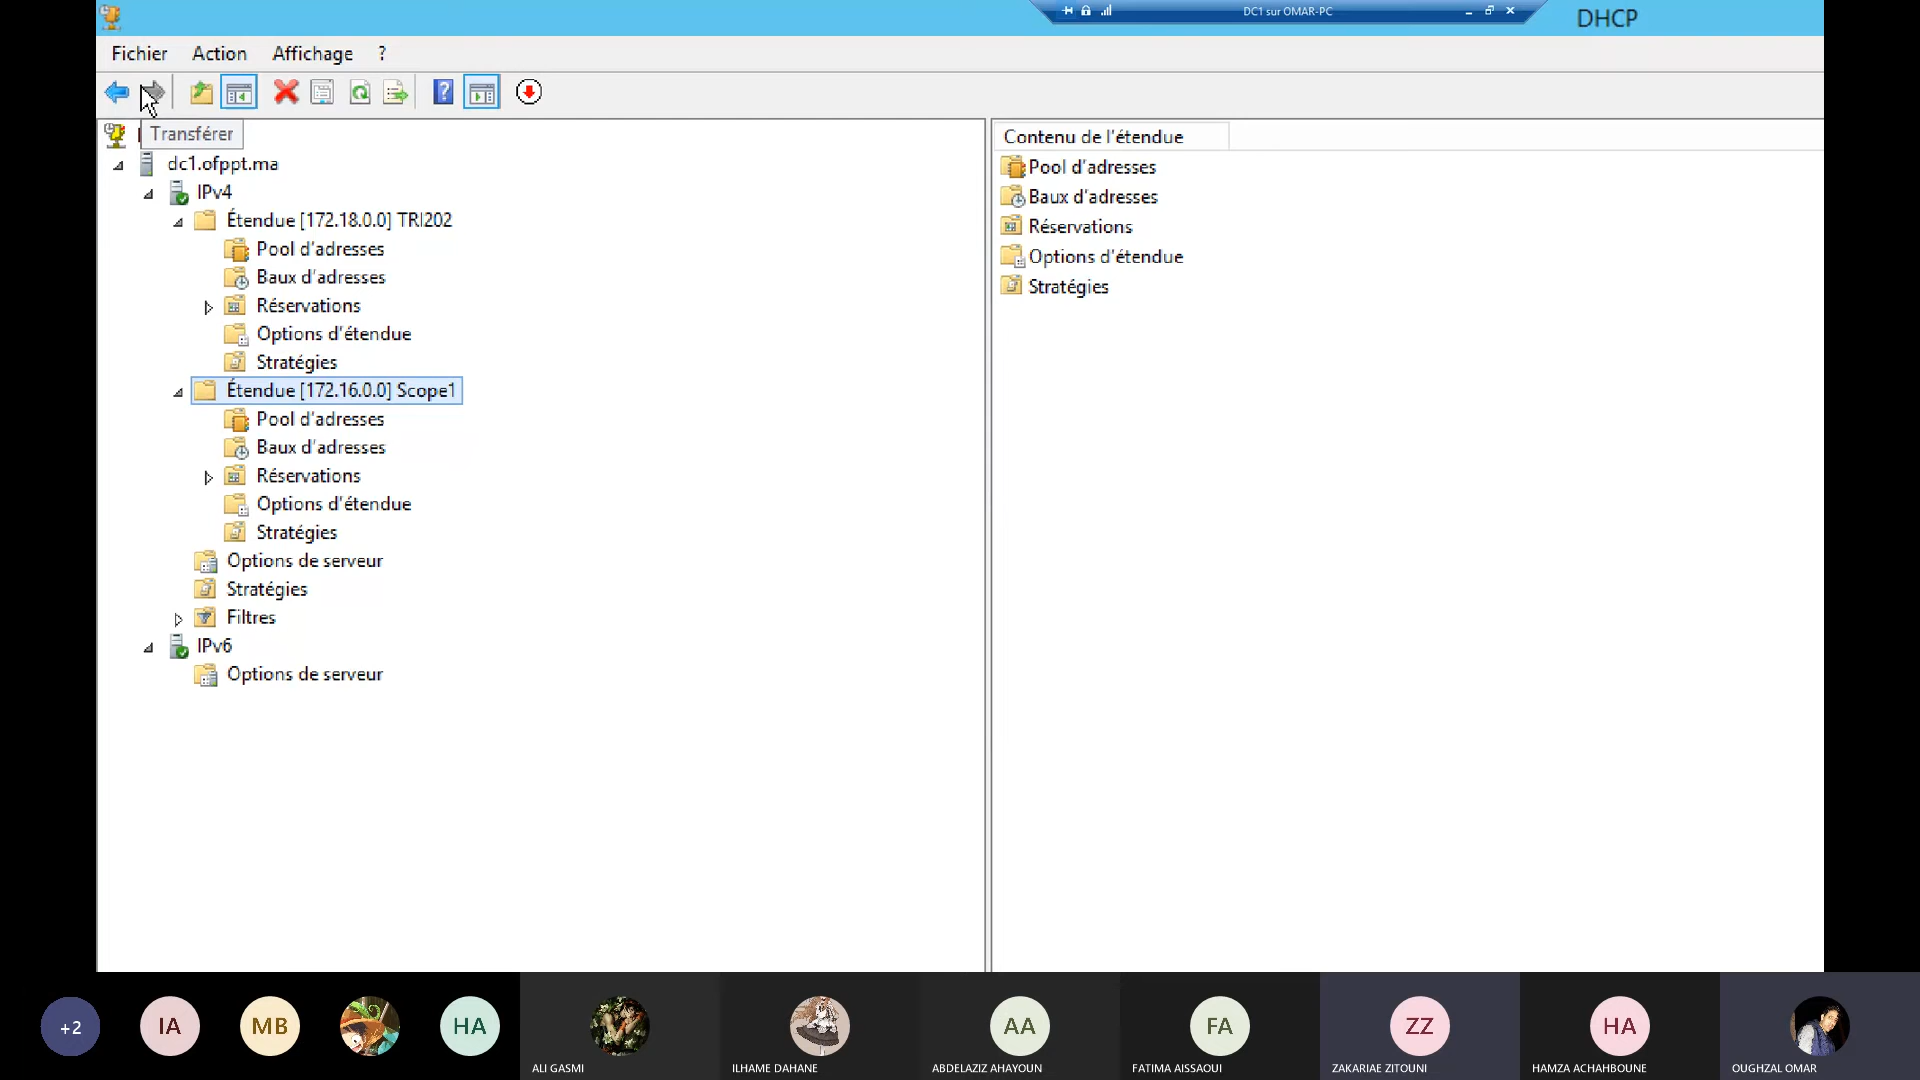 DC1 sur OMAR-PC
DHCP
Fichier Action Affichage ?
Transférer
dc1.ofppt.ma
IPv4
Étendue [172.18.0.0] TRI202
Pool d'adresses
Baux d'adresses
Réservations
Options d'étendue
Stratégies
Étendue [172.16.0.0] Scope1
Pool d'adresses
Baux d'adresses
Réservations
Options d'étendue
Stratégies
Options de serveur
Stratégies
Filtres
IPv6
Options de serveur
Contenu de l'étendue
Pool d'adresses
Baux d'adresses
Réservations
Options d'étendue
Stratégies
+2 IA MB HA AA FA ZZ HA
ALI GASMI ILHAME DAHANE ABDELAZIZ AHAYOUN FATIMA AISSAOUI ZAKARIAE ZITOUNI HAMZA ACHAHBOUNE OUGHZAL OMAR